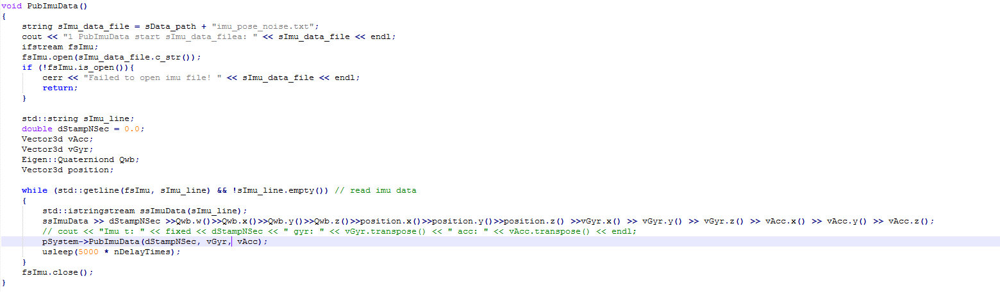 void PubImuData()
{
    string sImu_data_file = sData_path + "imu_pose_noise.txt";
    cout << "1 PubImuData start sImu_data_filea: " << sImu_data_file << endl;
    ifstream fsImu;
    fsImu.open(sImu_data_file.c_str());
    if (!fsImu.is_open()){
        cerr << "Failed to open imu file! " << sImu_data_file << endl;
        return;
    }
    std::string sImu_line;
    double dStampNSec = 0.0;
    Vector3d vAcc;
    Vector3d vGyr;
    Eigen::Quaterniond Qwb;
    Vector3d position;
    while (std::getline(fsImu, sImu_line) && !sImu_line.empty()) // read imu data
    {
        std::istringstream ssImuData(sImu_line);
        ssImuData >> dStampNSec >>Qwb.w()>>Qwb.x()>>Qwb.y()>>Qwb.z()>>position.x()>>position.y()>>position.z() >>vGyr.x() >> vGyr.y() >> vGyr.z() >> vAcc.x() >> vAcc.y() >> vAcc.z();
        // cout << "Imu t: " << fixed << dStampNSec << " gyr: " << vGyr.transpose() << " acc: " << vAcc.transpose() << endl;
        pSystem->PubImuData(dStampNSec, vGyr, vAcc);
        usleep(5000 * nDelayTimes);
    }
    fsImu.close();
}